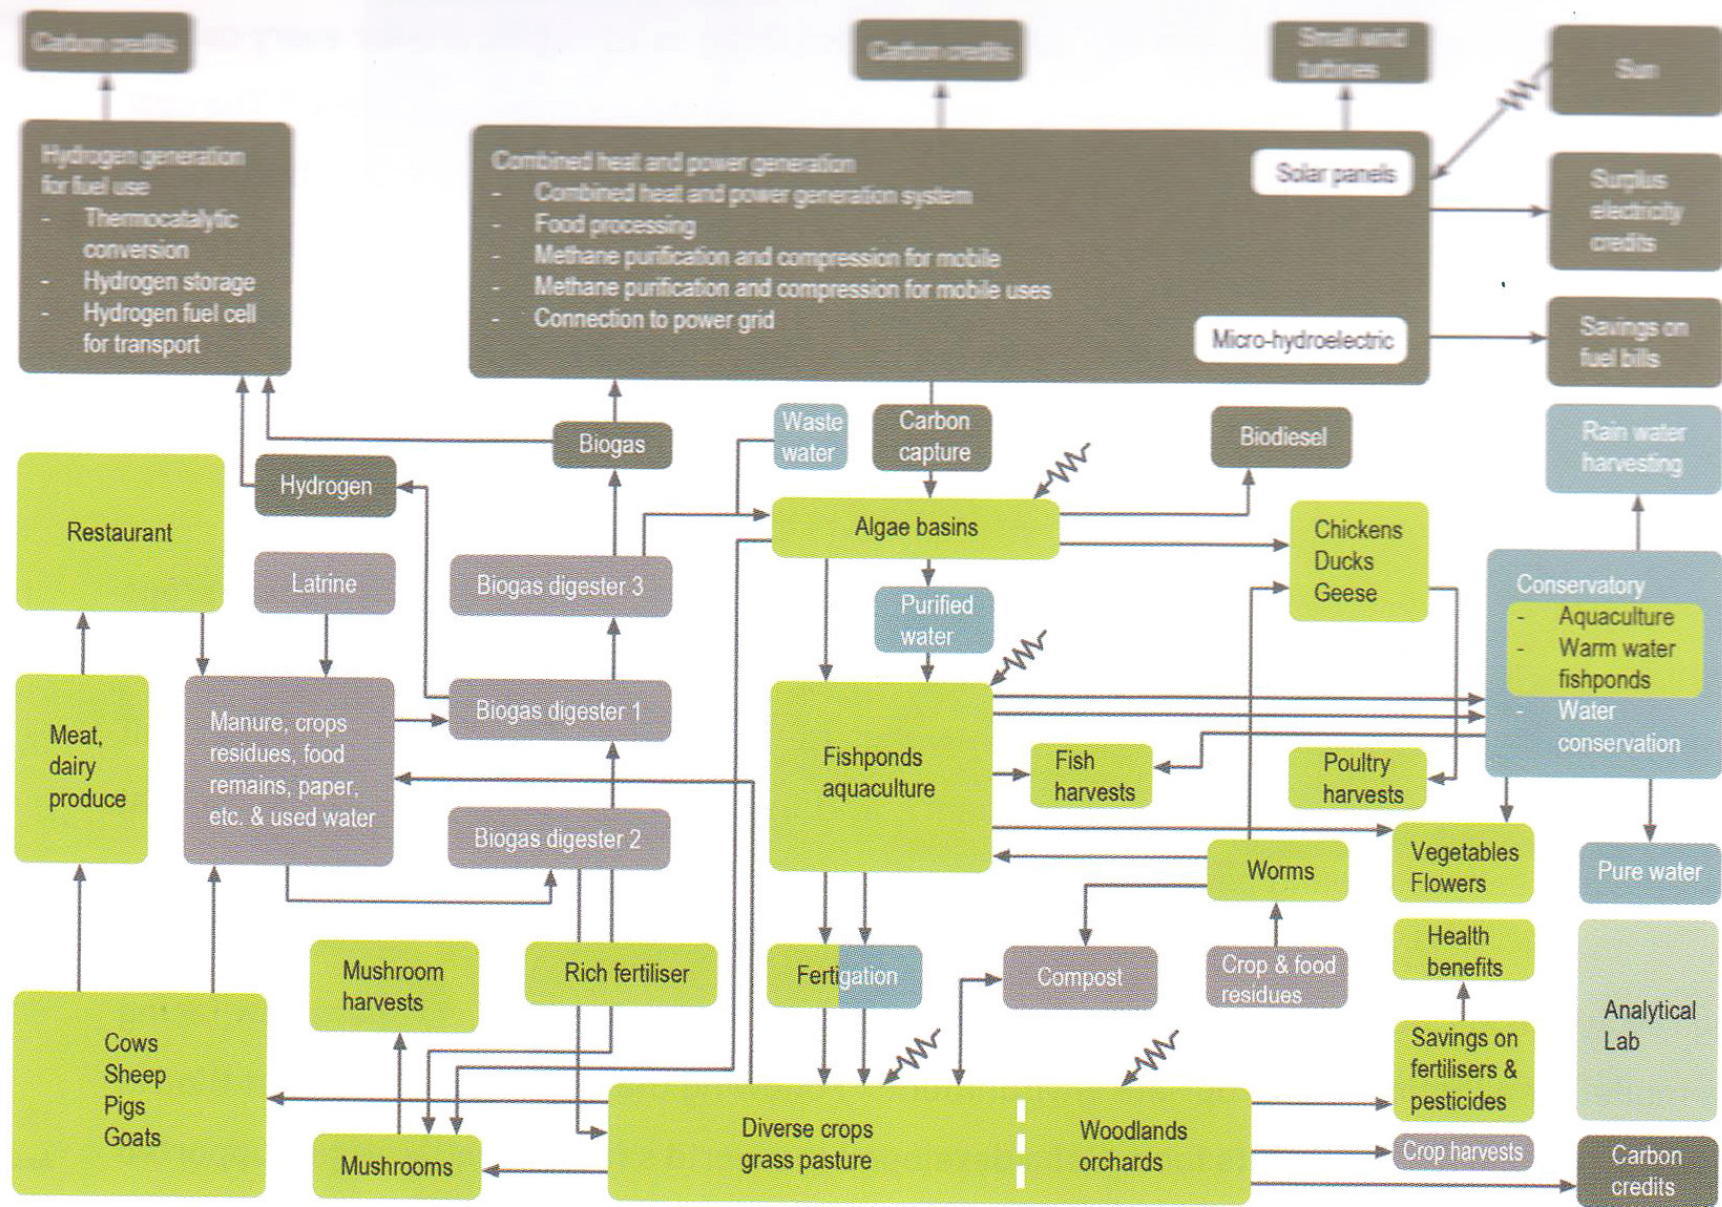 Carbon credits
Carbon credits
Small wind
turbines
Sun
Hydrogen generation
for fuel use
- Thermocatalytic
conversion
- Hydrogen storage
- Hydrogen fuel cell
for transport
Combined heat and power generation
- Combined heat and power generation system
- Food processing
- Methane purification and compression for mobile
- Methane purification and compression for mobile uses
- Connection to power grid
Solar panels
Micro-hydroelectric
Surplus
electricity
credits
Savings on
fuel bills
Biogas
Waste
water
Carbon
capture
Biodiesel
Rain water
harvesting
Hydrogen
Restaurant
Latrine
Biogas digester 3
Algae basins
Purified
water
Chickens
Ducks
Geese
Conservatory
- Aquaculture
- Warm water
fishponds
- Water
conservation
Meat,
dairy
produce
Manure, crops
residues, food
remains, paper,
etc. & used water
Biogas digester 1
Biogas digester 2
Fishponds
aquaculture
Fish
harvests
Poultry
harvests
Worms
Vegetables
Flowers
Pure water
Mushroom
harvests
Rich fertiliser
Fertigation
Compost
Crop & food
residues
Health
benefits
Analytical
Lab
Cows
Sheep
Pigs
Goats
Mushrooms
Diverse crops
grass pasture
Woodlands
orchards
Savings on
fertilisers &
pesticides
Crop harvests
Carbon
credits